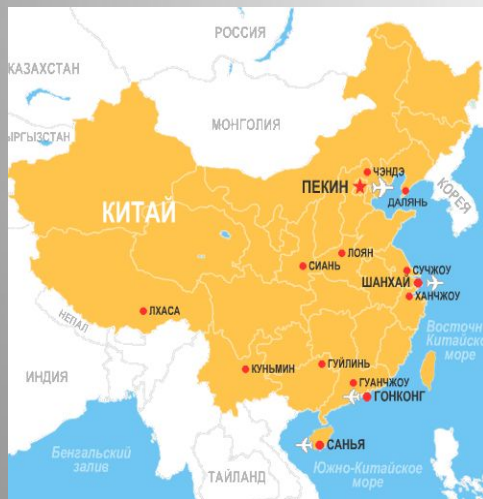 РОССИЯ
КАЗАХСТАН
МОНГОЛИЯ
ЫРГЫЗСТАН
ЧЭНДЭ
ПЕКИН
КОРЕЯ
ДАЛЯНЬ
КИТАЙ
ЛОЯН
СИАНЬ
СУЧЖОУ
ШАНХАЙ
ХАНЧЖОУ
ЛХАСА
НЕПАЛ
Восточно
Китайское
море
ГУЙЛИНЬ
КУНЬМИН
ИНДИЯ
ГУАНЧЖОУ
ГОНКОНГ
САНЬЯ
Бенгальский
залив
Южно-Китайское
море
ТАЙЛАНД